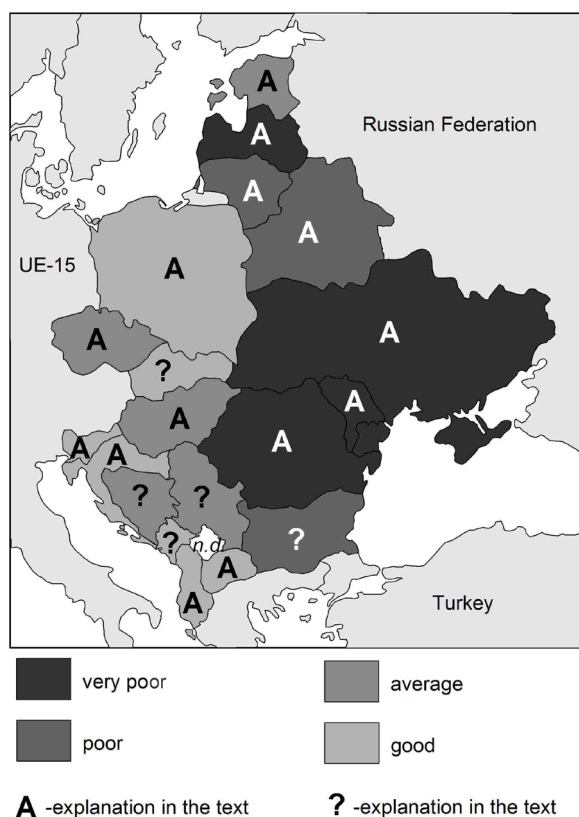 A
Russian Federation
A
A
A
A
UE-15
A
A
?
A
A
A
A
A
?
?
?
n.d.
?
A
A
Turkey
very poor
average
poor
good
A -explanation in the text
? -explanation in the text